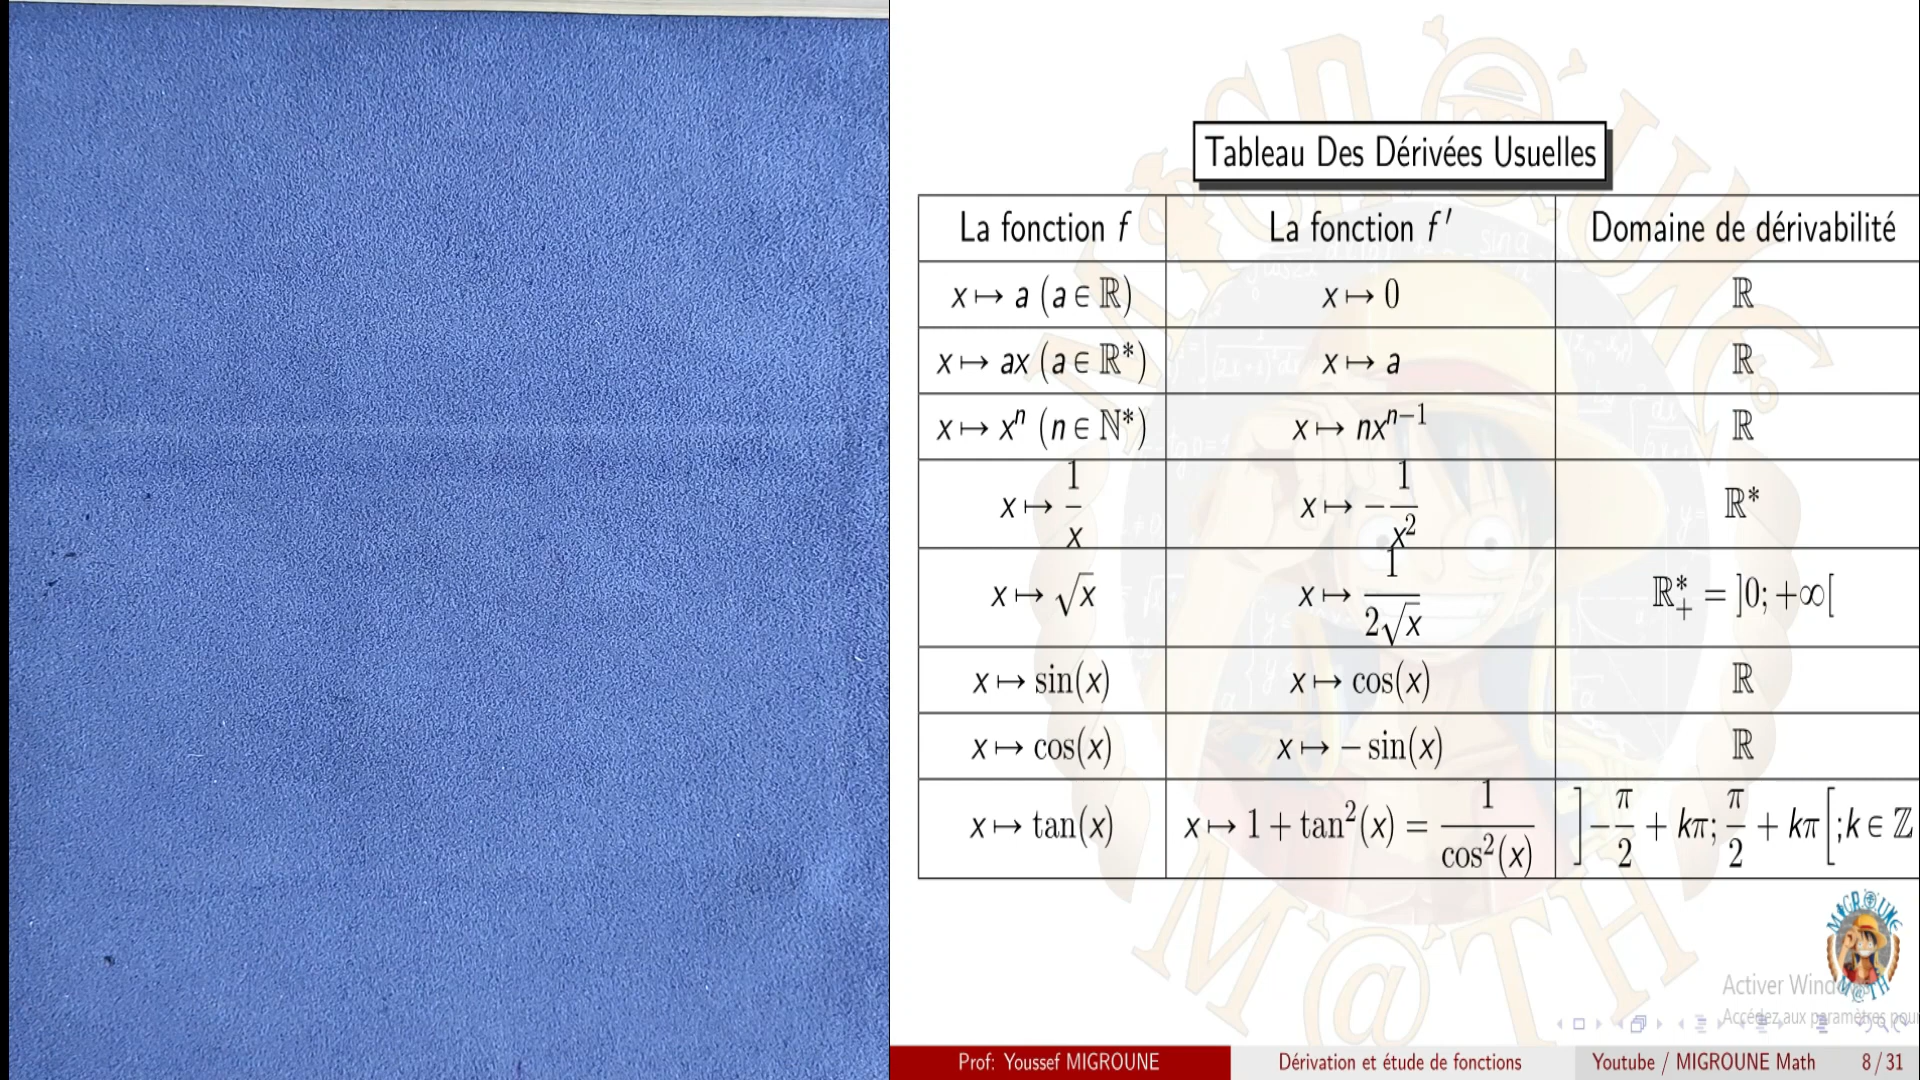 Tableau Des Dérivées Usuelles
La fonction f La fonction f′ Domaine de dérivabilité
x ↦ a (a ∈ ℝ) x ↦ 0 ℝ
x ↦ ax (a ∈ ℝ*) x ↦ a ℝ
x ↦ xⁿ (n ∈ ℕ*) x ↦ nxⁿ⁻¹ ℝ
x ↦ 1/x x ↦ −1/x² ℝ*
x ↦ √x x ↦ 1/(2√x) ℝ*₊ = ]0; +∞[
x ↦ sin(x) x ↦ cos(x) ℝ
x ↦ cos(x) x ↦ − sin(x) ℝ
x ↦ tan(x) x ↦ 1 + tan²(x) = 1/cos²(x) ]−π/2 + kπ; π/2 + kπ[ ; k ∈ ℤ
MIGROUNE
M@TH
Activer
Accédez aux paramètres
Prof: Youssef MIGROUNE Dérivation et étude de fonctions Youtube / MIGROUNE Math 8 / 31